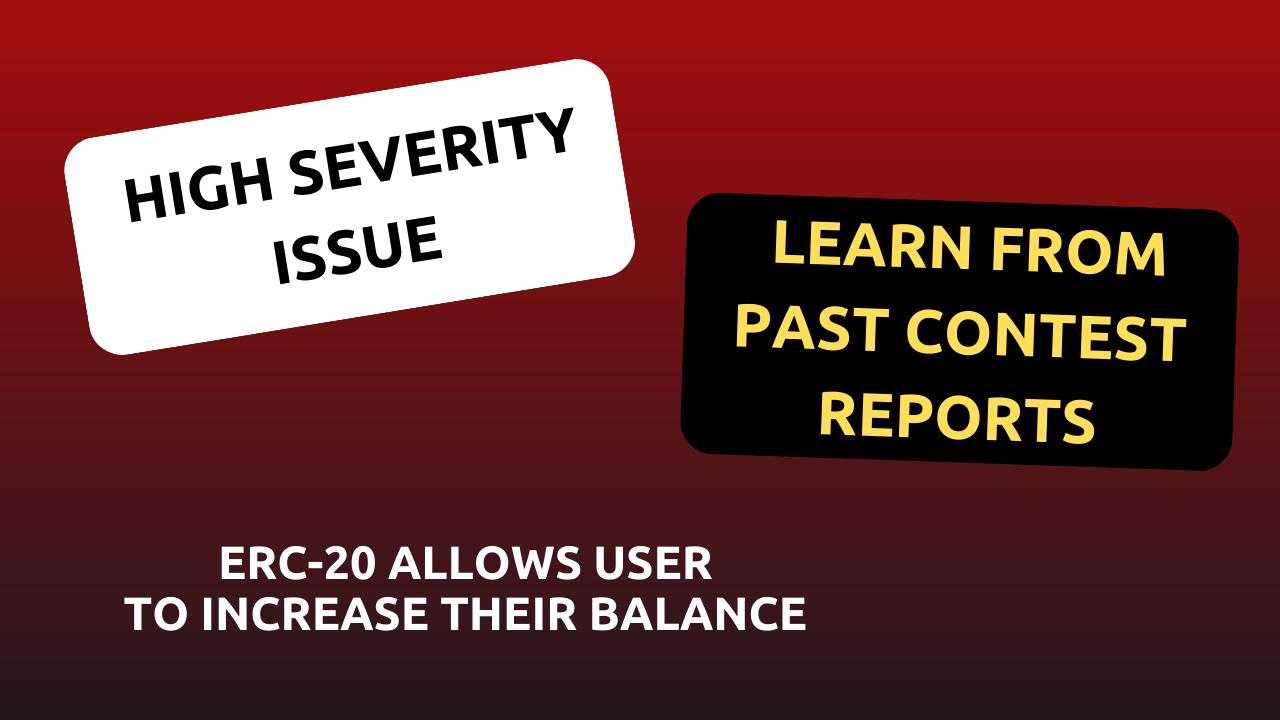 HIGH SEVERITY
ISSUE
LEARN FROM
PAST CONTEST
REPORTS
ERC-20 ALLOWS USER
TO INCREASE THEIR BALANCE